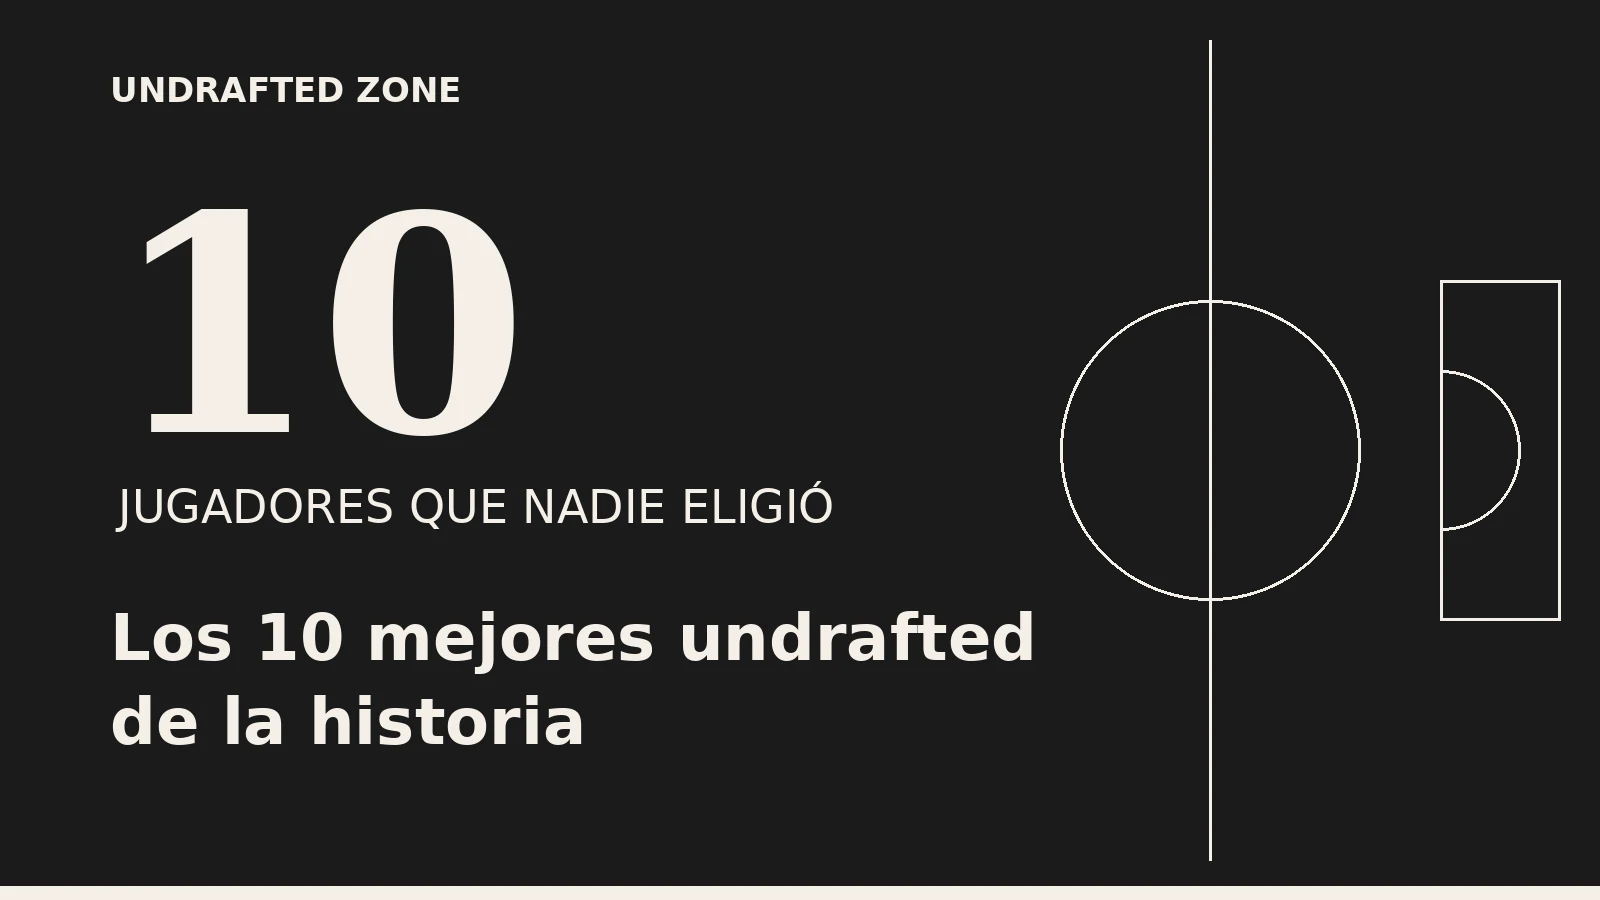 UNDRAFTED ZONE
10
JUGADORES QUE NADIE ELIGIÓ
Los 10 mejores undrafted
de la historia